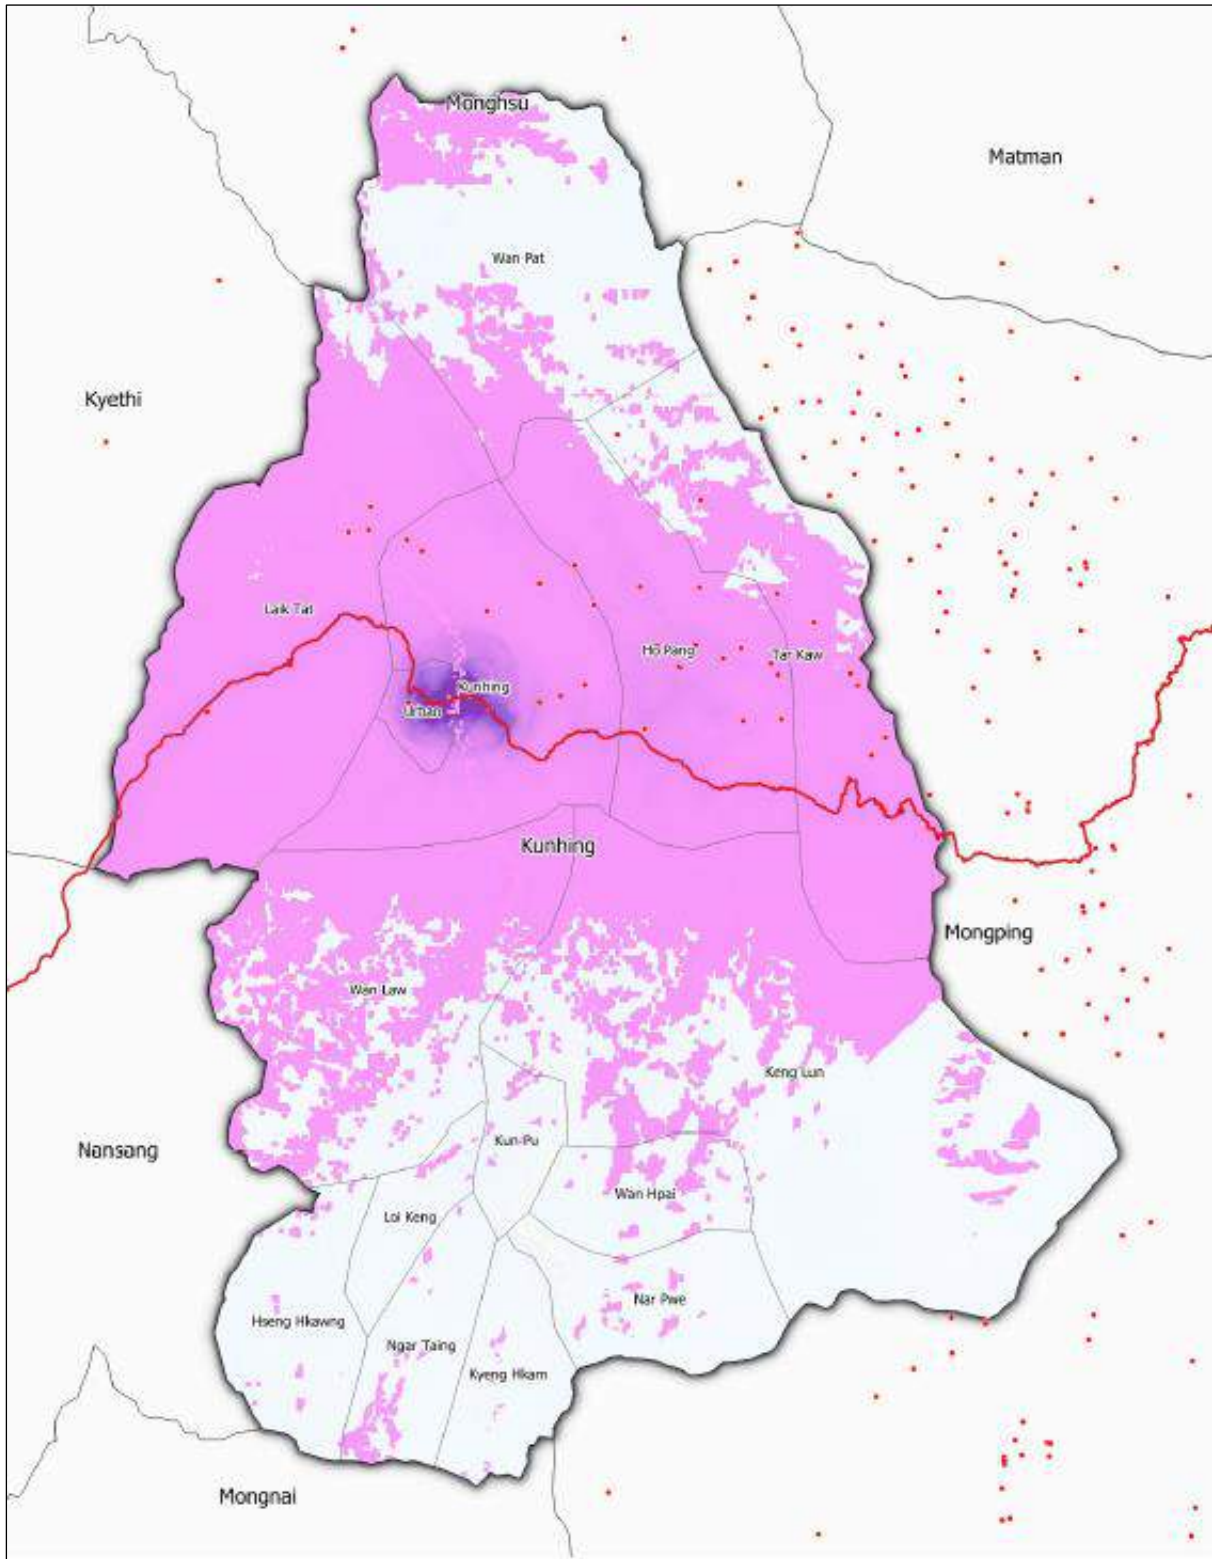 Monghsu
Matman
Wan Pat
Kyethi
Laik Tat
Ho Pang
Tar Kaw
Kunhing
Urban
Kunhing
Mongping
Wan Law
Keng Lun
Kun-Pu
Nansang
Wan Hpai
Loi Keng
Nar Pwe
Hseng Hkawng
Ngar Taing
Kyeng Hkam
Mongnai